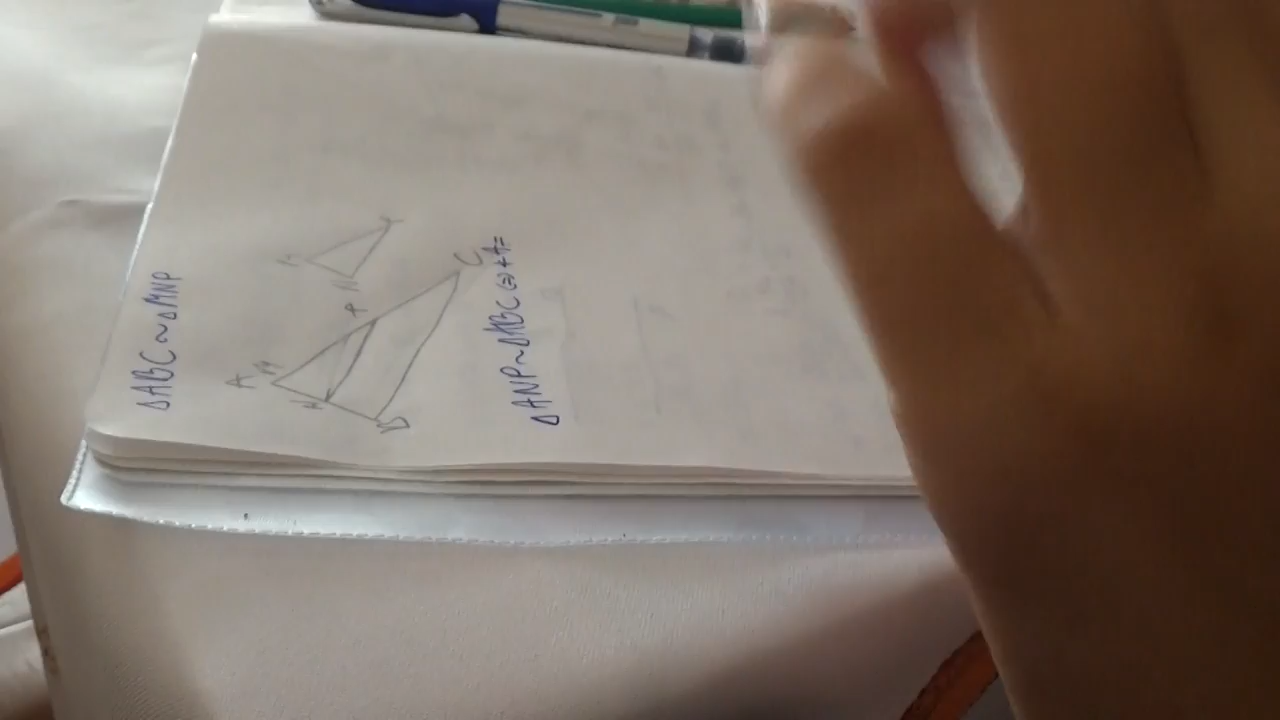 ΔABC ~ ΔMNP
A
M
P
N
B
C
ΔANP ~ ΔABC (=) + A=